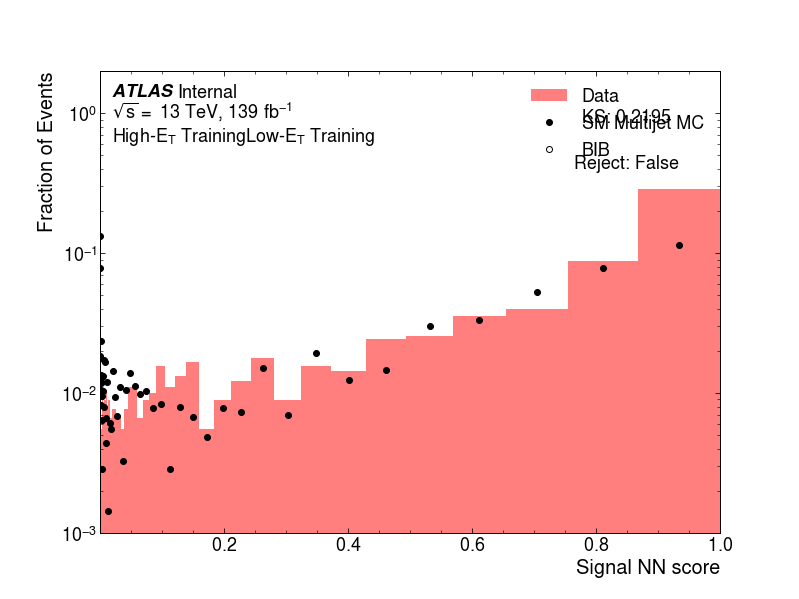 ATLAS Internal
√s = 13 TeV, 139 fb⁻¹
High-E_T TrainingLow-E_T Training
Data
KS: 0.2195
SM Multijet MC
BIB
Reject: False
Fraction of Events
10⁰
10⁻¹
10⁻²
10⁻³
0.2 0.4 0.6 0.8 1.0
Signal NN score